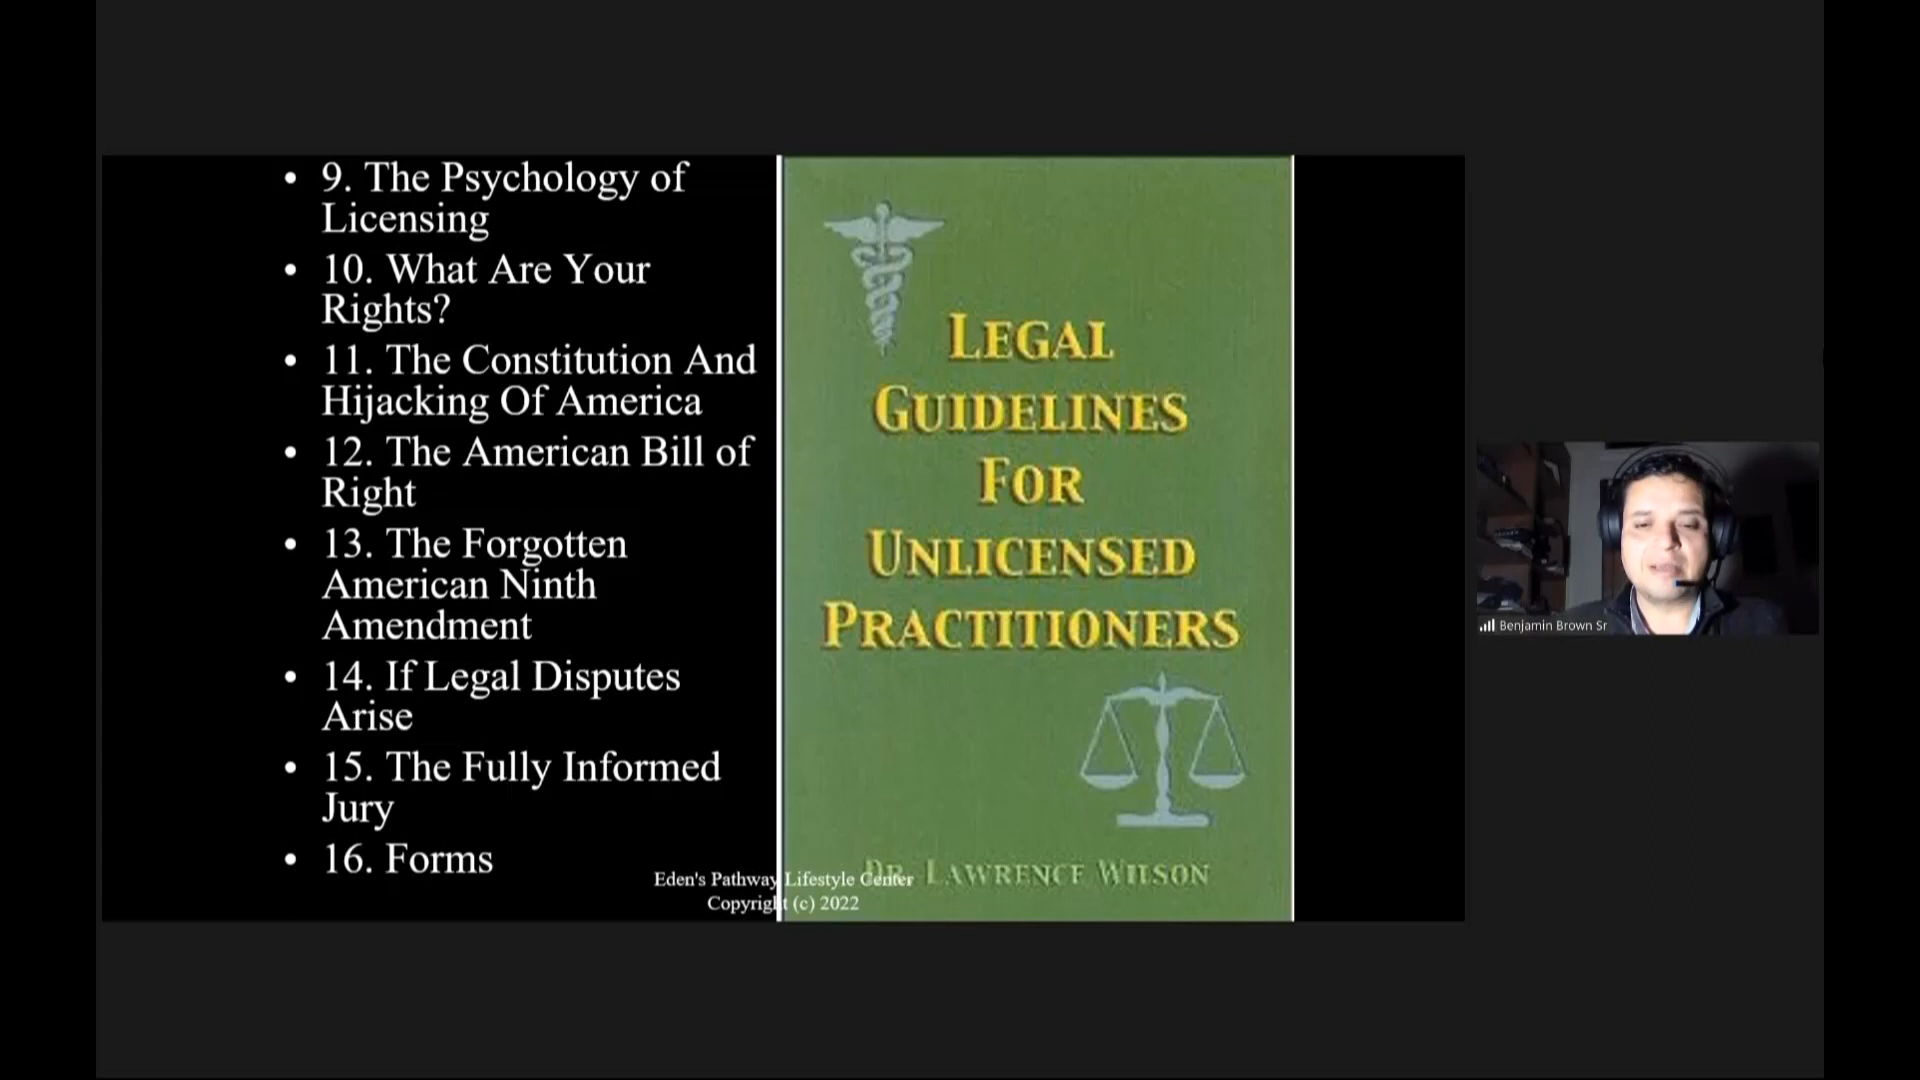 • 9. The Psychology of
Licensing
• 10. What Are Your
Rights?
• 11. The Constitution And
Hijacking Of America
• 12. The American Bill of
Right
• 13. The Forgotten
American Ninth
Amendment
• 14. If Legal Disputes
Arise
• 15. The Fully Informed
Jury
• 16. Forms
LEGAL
GUIDELINES
FOR
UNLICENSED
PRACTITIONERS
DR. LAWRENCE WILSON
Eden's Pathway Lifestyle Center
Copyright (c) 2022
Benjamin Brown Sr